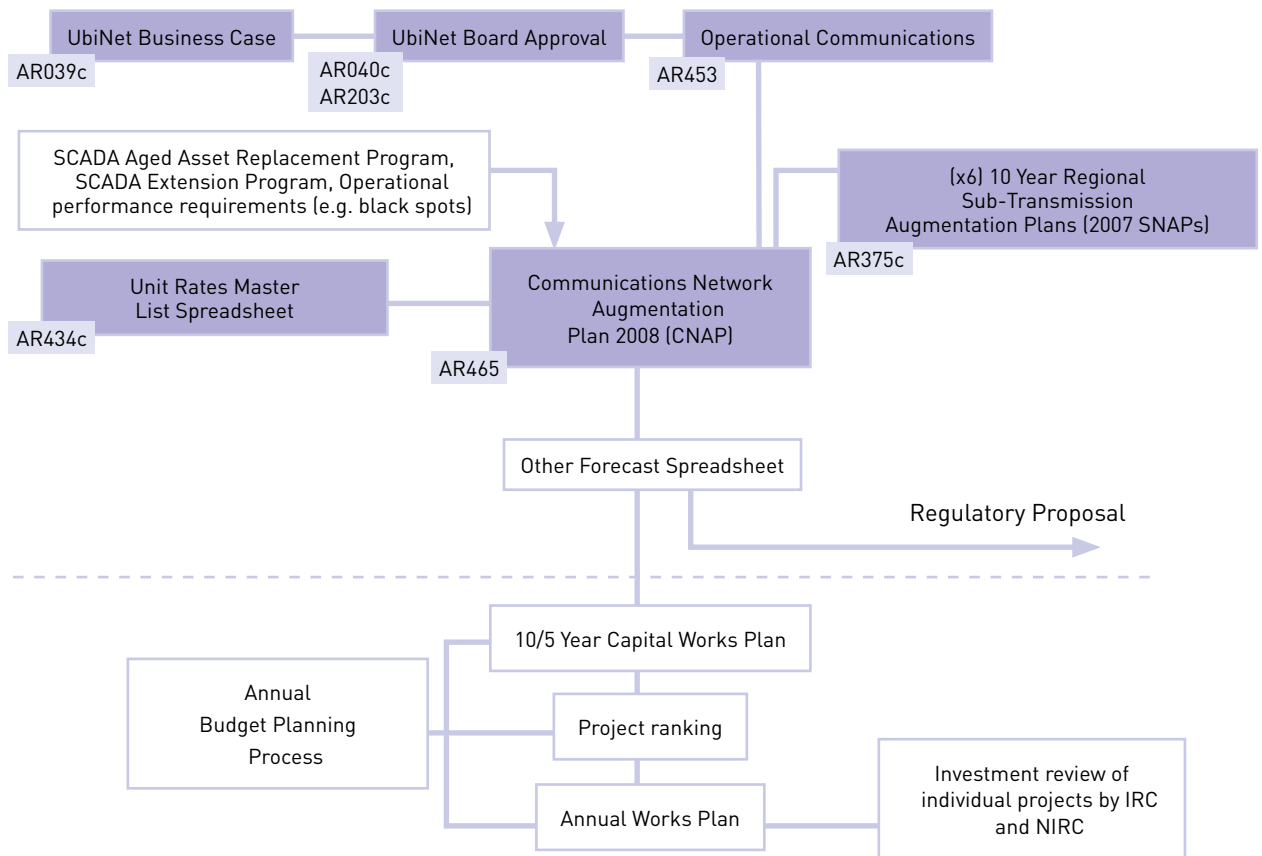 UbiNet Business Case
AR039c
UbiNet Board Approval
AR040c
AR203c
Operational Communications
AR453
SCADA Aged Asset Replacement Program,
SCADA Extension Program, Operational
performance requirements (e.g. black spots)
(x6) 10 Year Regional
Sub-Transmission
Augmentation Plans (2007 SNAPs)
AR375c
Unit Rates Master
List Spreadsheet
AR434c
Communications Network
Augmentation
Plan 2008 (CNAP)
AR465
Other Forecast Spreadsheet
Regulatory Proposal
10/5 Year Capital Works Plan
Annual
Budget Planning
Process
Project ranking
Annual Works Plan
Investment review of
individual projects by IRC
and NIRC